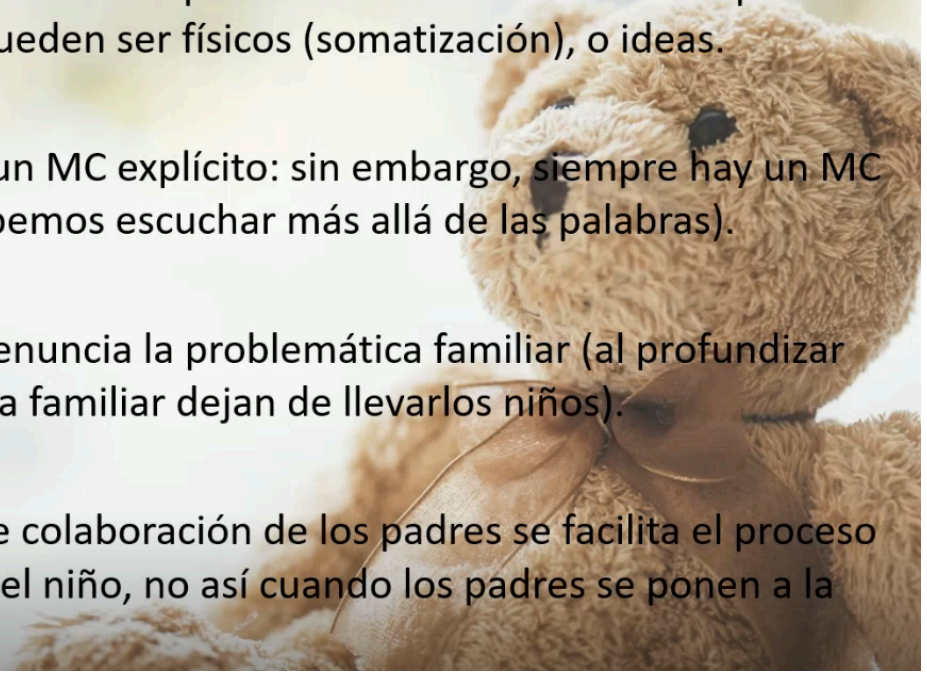 ueden ser físicos (somatización), o ideas.
un MC explícito: sin embargo, siempre hay un MC
bemos escuchar más allá de las palabras).
enuncia la problemática familiar (al profundizar
a familiar dejan de llevarlos niños).
e colaboración de los padres se facilita el proceso
el niño, no así cuando los padres se ponen a la